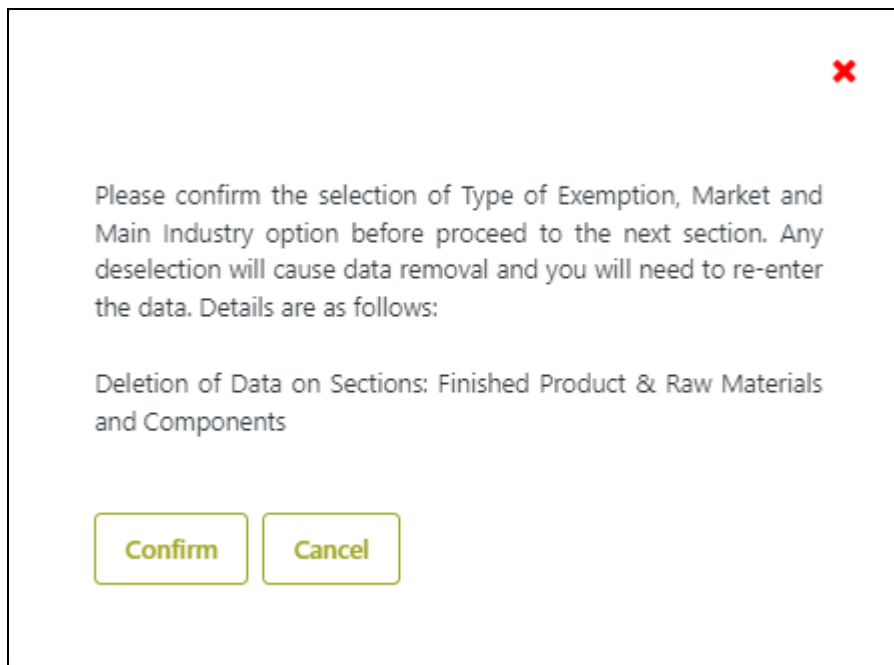 Please confirm the selection of Type of Exemption, Market and
Main Industry option before proceed to the next section. Any
deselection will cause data removal and you will need to re-enter
the data. Details are as follows:
Deletion of Data on Sections: Finished Product & Raw Materials
and Components
Confirm Cancel